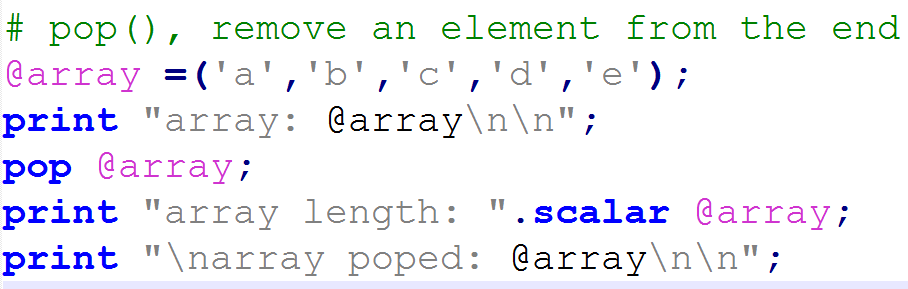 # pop(), remove an element from the end
@array =('a','b','c','d','e');
print "array: @array\n\n";
pop @array;
print "array length: ".scalar @array;
print "\narray poped: @array\n\n";